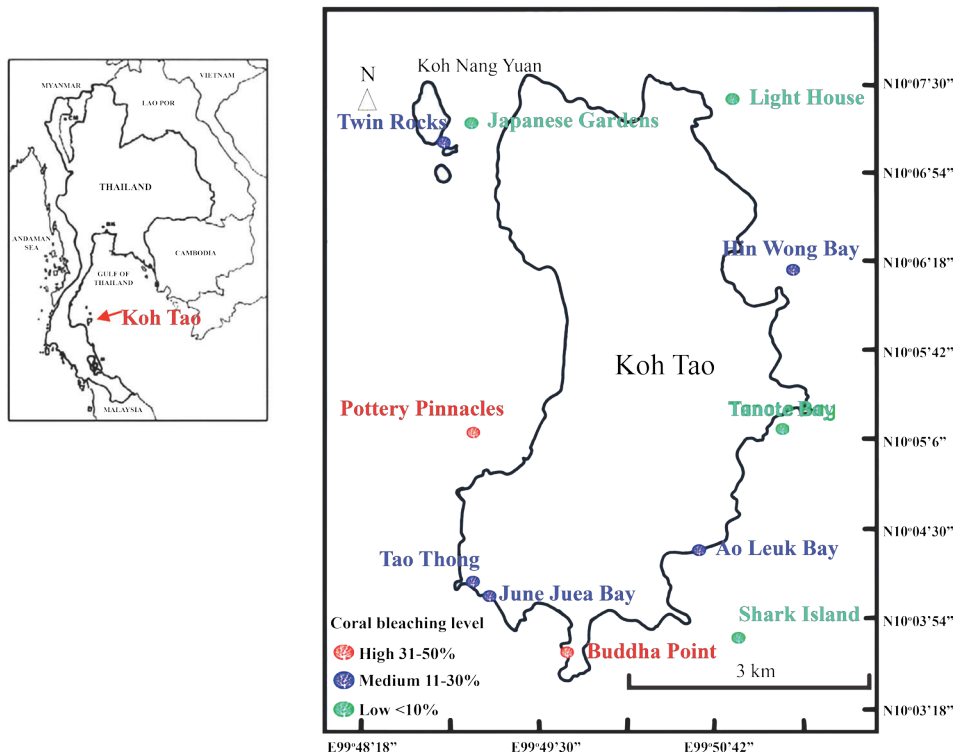 MYANMAR
VIETNAM
LAO POR
THAILAND
ANDAMAN
SEA
CAMBODIA
GULF OF
THAILAND
Koh Tao
MALAYSIA
N
Koh Nang Yuan
Twin Rocks
Japanese Gardens
Light House
Hin Wong Bay
Koh Tao
Pottery Pinnacles
Tanote Bay
Tao Thong
June Juea Bay
Ao Leuk Bay
Shark Island
Buddha Point
3 km
Coral bleaching level
High 31-50%
Medium 11-30%
Low <10%
N10°07'30”
N10°06'54”
N10°06'18”
N10°05'42”
N10°05'6”
N10°04'30”
N10°03'54”
N10°03'18”
E99°48'18”
E99°49'30”
E99°50'42”